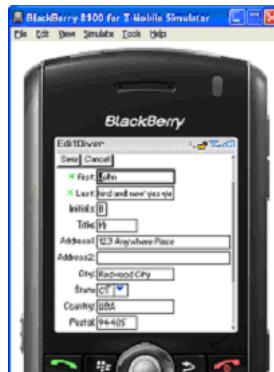 BlackBerry 8100 for T-Mobile Simulator
File Edit View Simulate Tools Help
BlackBerry
EditDiver
Save Cancel
First: John
Last:
Initials: B
Title: Mr
Address1: 123 Anywhere Place
Address2:
City: Redwood City
State: CT
Country: USA
Postal: 94405